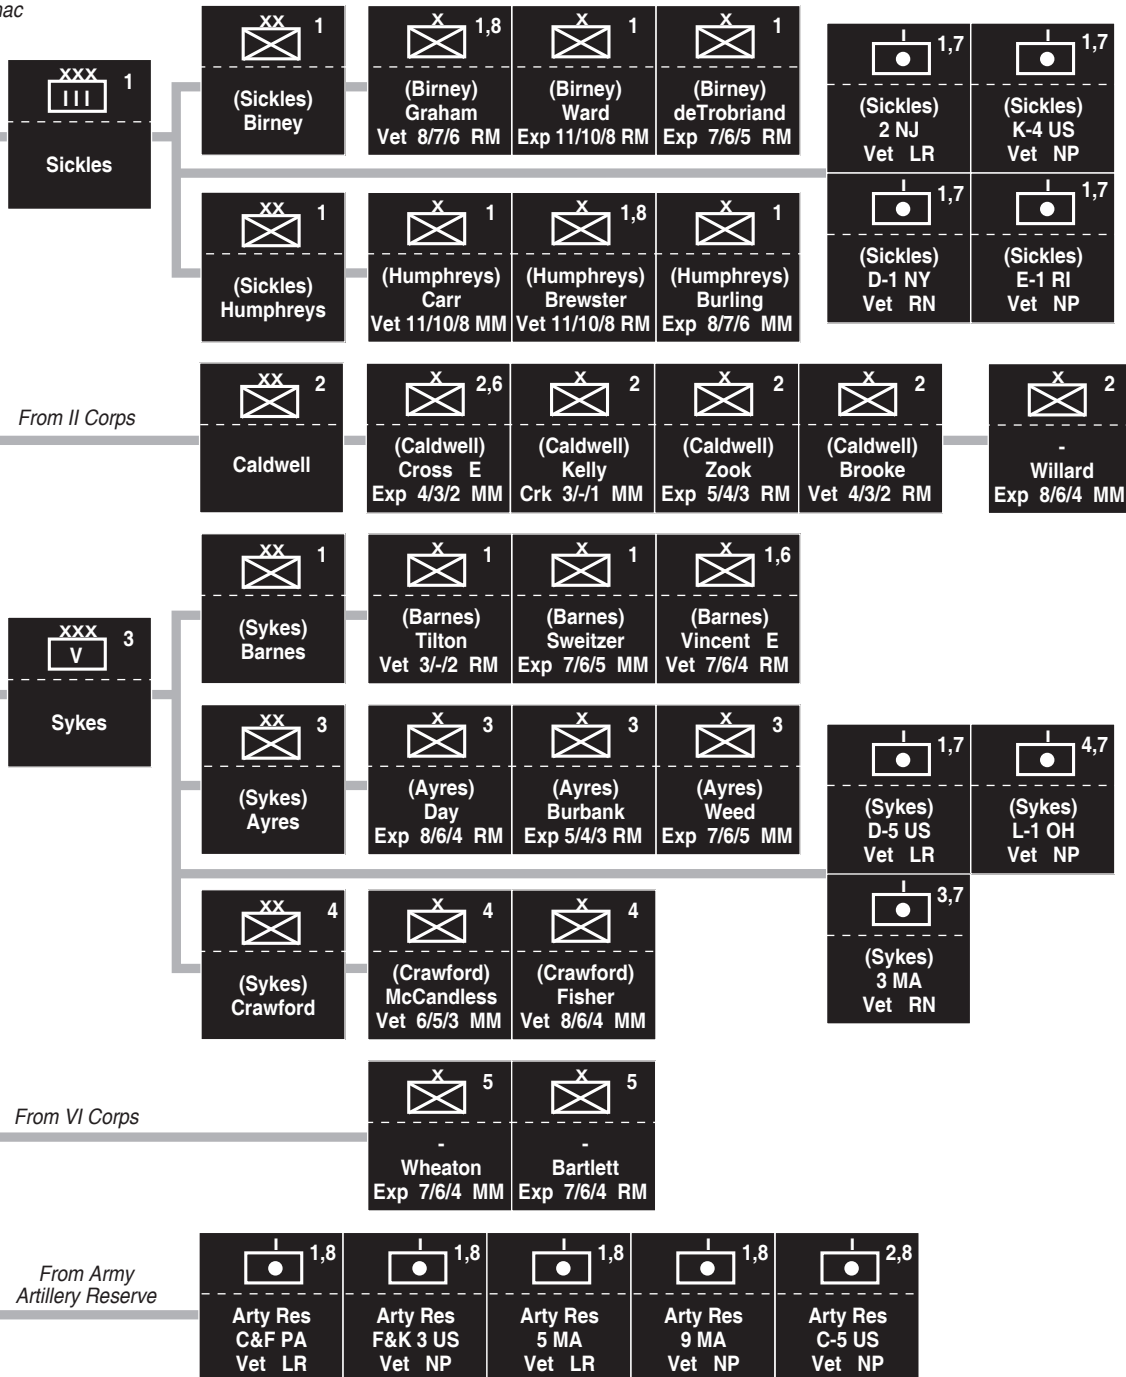 nac
XX 1
(Sickles)
Birney
X 1,8
(Birney)
Graham
Vet 8/7/6 RM
X 1
(Birney)
Ward
Exp 11/10/8 RM
X 1
(Birney)
deTrobriand
Exp 7/6/5 RM
I 1,7
(Sickles)
2 NJ
Vet LR
I 1,7
(Sickles)
K-4 US
Vet NP
XXX 1
III
Sickles
I 1,7
(Sickles)
D-1 NY
Vet RN
I 1,7
(Sickles)
E-1 RI
Vet NP
XX 1
(Sickles)
Humphreys
X 1
(Humphreys)
Carr
Vet 11/10/8 MM
X 1,8
(Humphreys)
Brewster
Vet 11/10/8 RM
X 1
(Humphreys)
Burling
Exp 8/7/6 MM
From II Corps
XX 2
Caldwell
X 2,6
(Caldwell)
Cross E
Exp 4/3/2 MM
X 2
(Caldwell)
Kelly
Crk 3/-/1 MM
X 2
(Caldwell)
Zook
Exp 5/4/3 RM
X 2
(Caldwell)
Brooke
Vet 4/3/2 RM
X 2
-
Willard
Exp 8/6/4 MM
XX 1
(Sykes)
Barnes
X 1
(Barnes)
Tilton
Vet 3/-/2 RM
X 1
(Barnes)
Sweitzer
Exp 7/6/5 MM
X 1,6
(Barnes)
Vincent E
Vet 7/6/4 RM
XXX 3
V
Sykes
XX 3
(Sykes)
Ayres
X 3
(Ayres)
Day
Exp 8/6/4 RM
X 3
(Ayres)
Burbank
Exp 5/4/3 RM
X 3
(Ayres)
Weed
Exp 7/6/5 MM
I 1,7
(Sykes)
D-5 US
Vet LR
I 4,7
(Sykes)
L-1 OH
Vet NP
I 3,7
(Sykes)
3 MA
Vet RN
XX 4
(Sykes)
Crawford
X 4
(Crawford)
McCandless
Vet 6/5/3 MM
X 4
(Crawford)
Fisher
Vet 8/6/4 MM
From VI Corps
X 5
-
Wheaton
Exp 7/6/4 MM
X 5
-
Bartlett
Exp 7/6/4 RM
From Army
Artillery Reserve
I 1,8
Arty Res
C&F PA
Vet LR
I 1,8
Arty Res
F&K 3 US
Vet NP
I 1,8
Arty Res
5 MA
Vet LR
I 1,8
Arty Res
9 MA
Vet NP
I 2,8
Arty Res
C-5 US
Vet NP